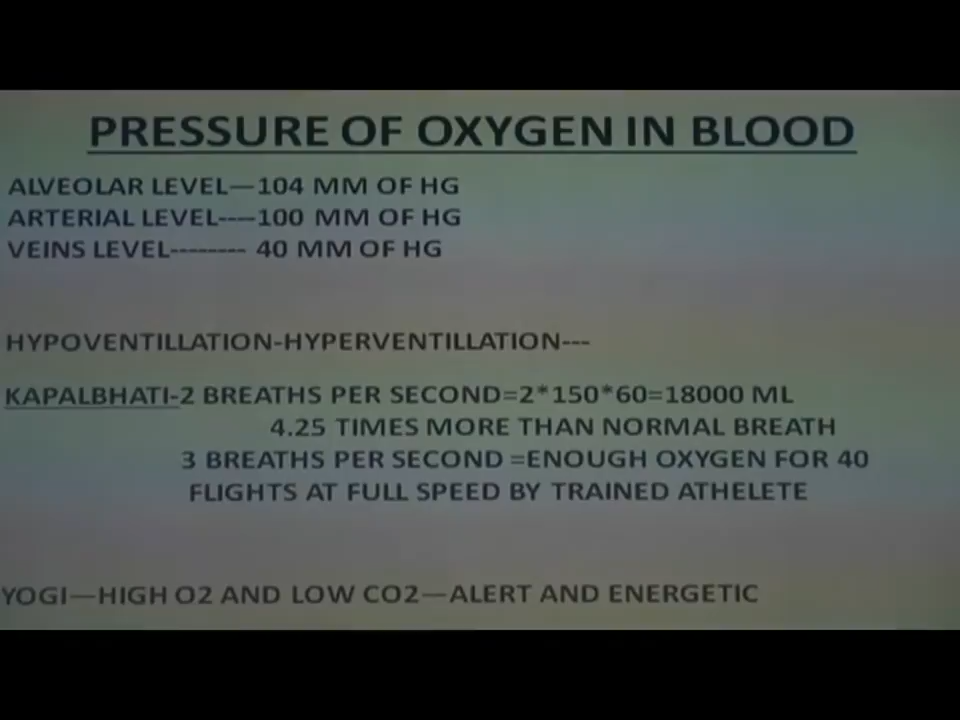 PRESSURE OF OXYGEN IN BLOOD
ALVEOLAR LEVEL—104 MM OF HG
ARTERIAL LEVEL----100 MM OF HG
VEINS LEVEL-------- 40 MM OF HG
HYPOVENTILLATION-HYPERVENTILLATION---
KAPALBHATI-2 BREATHS PER SECOND=2*150*60=18000 ML
4.25 TIMES MORE THAN NORMAL BREATH
3 BREATHS PER SECOND =ENOUGH OXYGEN FOR 40
FLIGHTS AT FULL SPEED BY TRAINED ATHELETE
YOGI—HIGH O2 AND LOW CO2—ALERT AND ENERGETIC